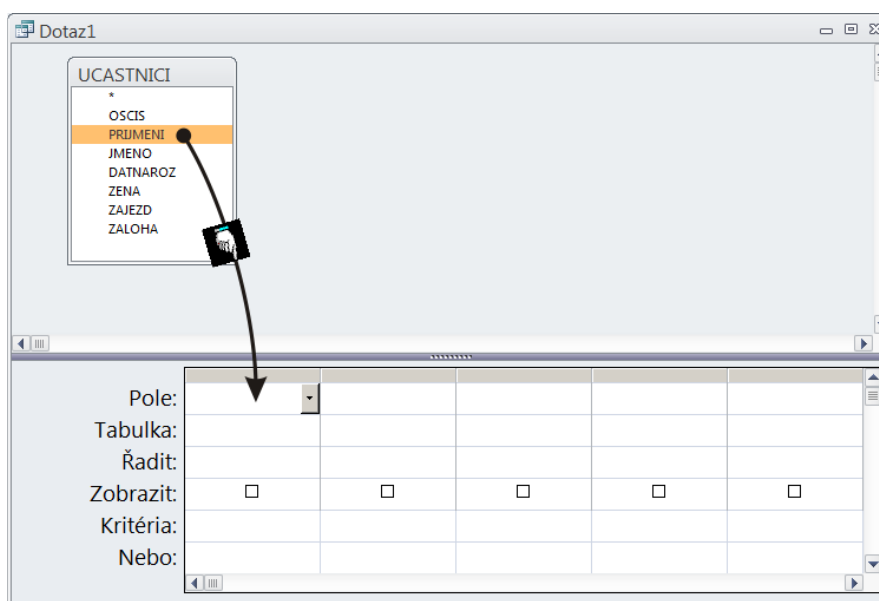 Dotaz1
UCASTNICI
*
OSCIS
PRIJMENI
JMENO
DATNAROZ
ZENA
ZAJEZD
ZALOHA
Pole:
Tabulka:
Řadit:
Zobrazit:
Kritéria:
Nebo: